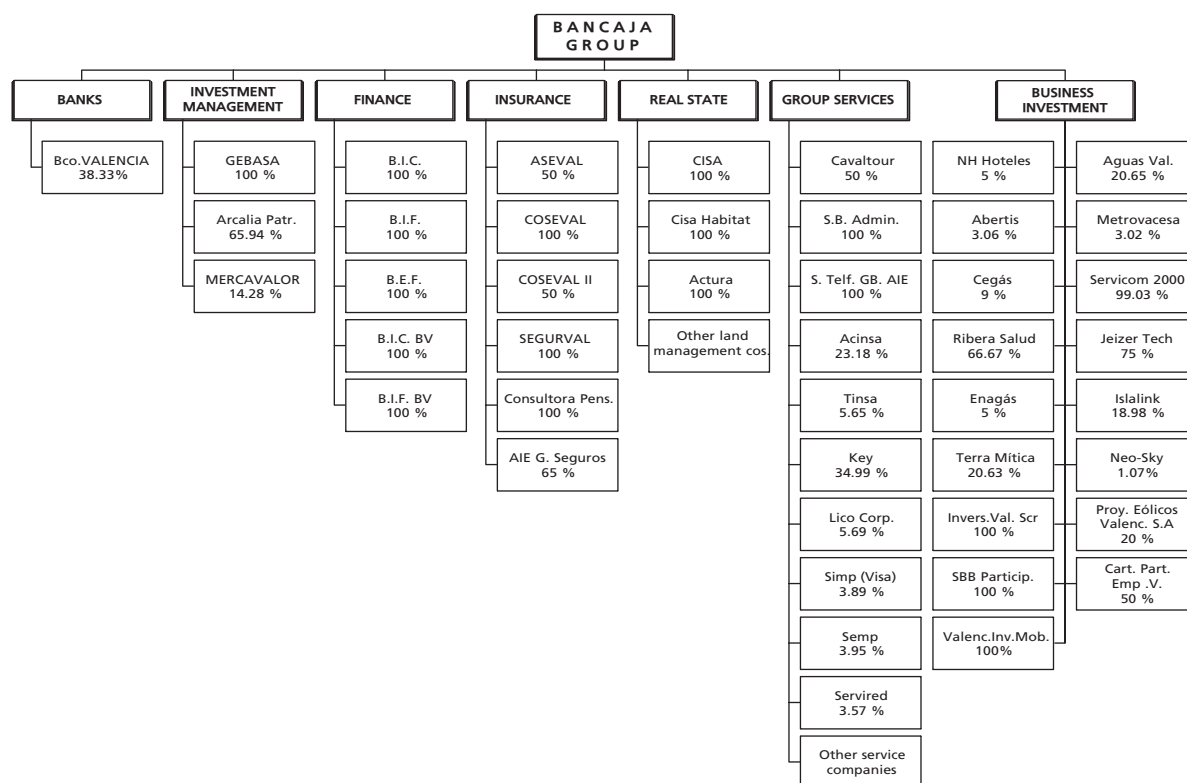 BANCAJA
GROUP
BANKS
INVESTMENT
MANAGEMENT
FINANCE
INSURANCE
REAL STATE
GROUP SERVICES
BUSINESS
INVESTMENT
Bco.VALENCIA
38.33%
GEBASA
100 %
Arcalia Patr.
65.94 %
MERCAVALOR
14.28 %
B.I.C.
100 %
B.I.F.
100 %
B.E.F.
100 %
B.I.C. BV
100 %
B.I.F. BV
100 %
ASEVAL
50 %
COSEVAL
100 %
COSEVAL II
50 %
SEGURVAL
100 %
Consultora Pens.
100 %
AIE G. Seguros
65 %
CISA
100 %
Cisa Habitat
100 %
Actura
100 %
Other land
management cos.
Cavaltour
50 %
S.B. Admin.
100 %
S. Telf. GB. AIE
100 %
Acinsa
23.18 %
Tinsa
5.65 %
Key
34.99 %
Lico Corp.
5.69 %
Simp (Visa)
3.89 %
Semp
3.95 %
Servired
3.57 %
Other service
companies
NH Hoteles
5 %
Abertis
3.06 %
Cegás
9 %
Ribera Salud
66.67 %
Enagás
5 %
Terra Mítica
20.63 %
Invers.Val. Scr
100 %
SBB Particip.
100 %
Valenc.Inv.Mob.
100%
Aguas Val.
20.65 %
Metrovacesa
3.02 %
Servicom 2000
99.03 %
Jeizer Tech
75 %
Islalink
18.98 %
Neo-Sky
1.07%
Proy. Eólicos
Valenc. S.A
20 %
Cart. Part.
Emp .V.
50 %